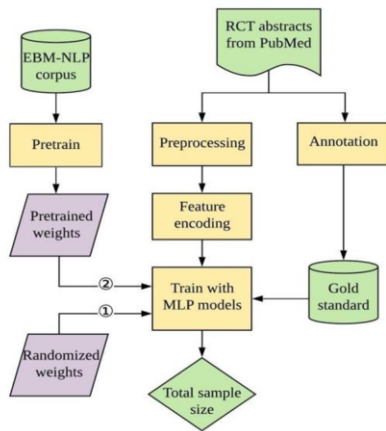 EBM-NLP
corpus
RCT abstracts
from PubMed
Pretrain
Preprocessing
Annotation
Pretrained
weights
Feature
encoding
②
Train with
MLP models
Gold
standard
①
Randomized
weights
Total sample
size